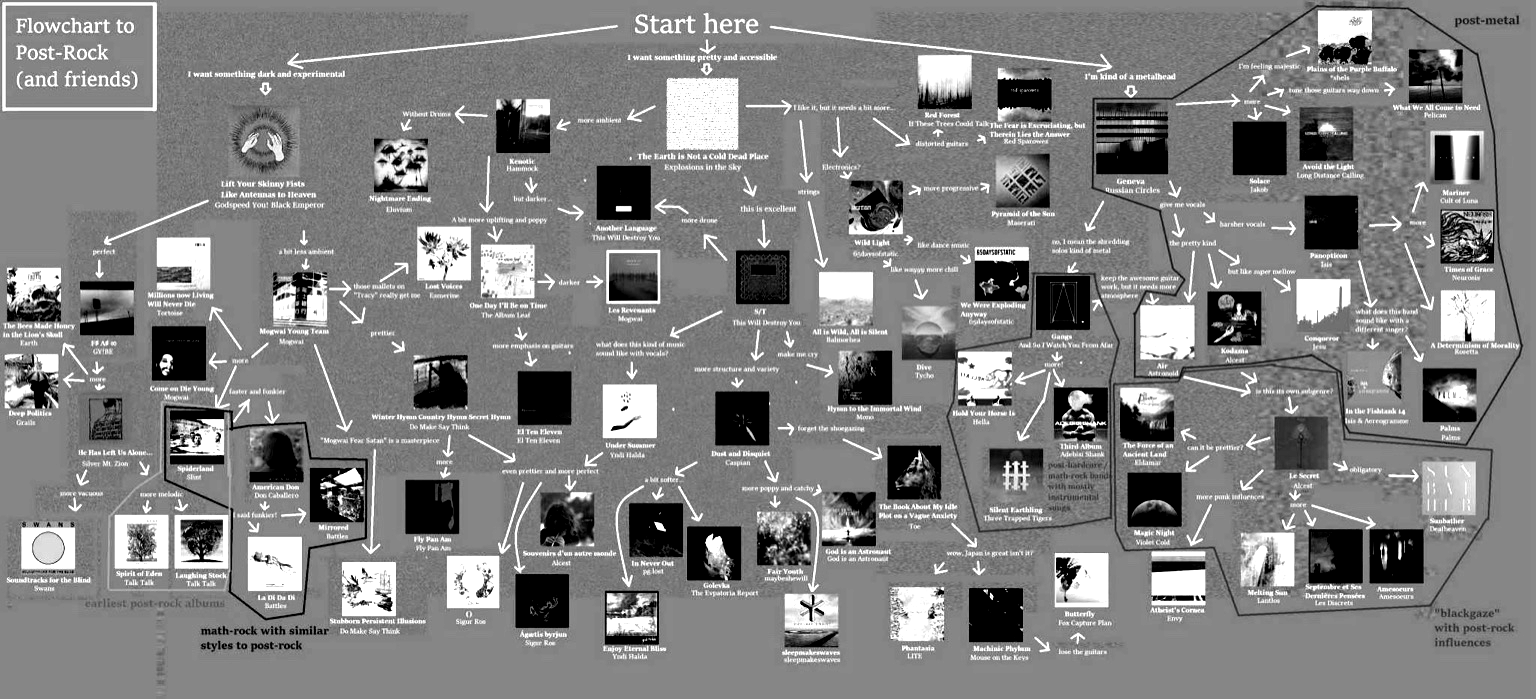 Flowchart to
Post-Rock
(and friends)
Start here
I want something dark and experimental
I want something pretty and accessible
I'm kind of a metalhead
post-metal
Lift Your Skinny Fists
Like Antennas to Heaven
Godspeed You! Black Emperor
perfect
a bit less ambient
The Bees Made Honey
in the Lion's Skull
Earth
F# A# ∞
GY!BE
more
Deep Politics
Grails
He Has Left Us Alone...
Silver Mt. Zion
more vacuous
more melodic
SWANS
Soundtracks for the Blind
Swans
Spirit of Eden
Talk Talk
Laughing Stock
Talk Talk
earliest post-rock albums
Millions now Living
Will Never Die
Tortoise
Come on Die Young
Mogwai
more
Mogwai Young Team
Mogwai
those mallets on
"Tracy" really get me
prettier
faster and funkier
Spiderland
Slint
American Don
Don Caballero
I said funkier!
Mirrored
Battles
La Di Da Di
Battles
math-rock with similar
styles to post-rock
"Mogwai Fear Satan" is a masterpiece
Stubborn Persistent Illusions
Do Make Say Think
Without Drums
Nightmare Ending
Eluvium
Kenotic
Hammock
more ambient
but darker...
A bit more uplifting and poppy
Lost Voices
Esmerine
One Day I'll Be on Time
The Album Leaf
darker
Les Revenants
Mogwai
more emphasis on guitars
El Ten Eleven
El Ten Eleven
Winter Hymn Country Hymn Secret Hymn
Do Make Say Think
more
Fly Pan Am
Fly Pan Am
even prettier and more perfect
()
Sigur Ros
Ágætis byrjun
Sigur Ros
Souvenirs d'un autre monde
Alcest
The Earth is Not a Cold Dead Place
Explosions in the Sky
Another Language
This Will Destroy You
more drone
this is excellent
S/T
This Will Destroy You
what does this kind of music
sound like with vocals?
Under Summer
Yndi Halda
more structure and variety
make me cry
Hymn to the Immortal Wind
Mono
Dust and Disquiet
Caspian
forget the shoegazing
a bit softer...
more poppy and catchy
In Never Out
pg.lost
Golevka
The Evpatoria Report
Enjoy Eternal Bliss
Yndi Halda
Fair Youth
maybeshewill
God is an Astronaut
God is an Astronaut
sleepmakeswaves
sleepmakeswaves
The Book About My Idle
Plot on a Vague Anxiety
Toe
wow, Japan is great isn't it?
Phantasia
LITE
Machinic Phylum
Mouse on the Keys
lose the guitars
Butterfly
Fox Capture Plan
I like it, but it needs a bit more...
strings
Electronics?
distorted guitars
Red Forest
If These Trees Could Talk
The Fear is Excruciating, but
Therein Lies the Answer
Red Sparowes
Wild Light
65daysofstatic
more progressive
Pyramid of the Sun
Maserati
like dance music
like wayyy more chill
65DAYSOFSTATIC
We Were Exploding
Anyway
65daysofstatic
Dive
Tycho
All is Wild, All is Silent
Balmorhea
Geneva
Russian Circles
no, I mean the shredding
solos kind of metal
Gangs
And So I Watch You From Afar
keep the awesome guitar
work, but it needs more
atmosphere
more!
Hold Your Horse Is
Hella
Third Album
Adebisi Shank
Silent Earthling
Three Trapped Tigers
post-hardcore/
math-rock bands
with mostly
instrumental
songs
more
I'm feeling majestic
Plains of the Purple Buffalo
*shels
tune those guitars way down
What We All Come to Need
Pelican
Solace
Jakob
Avoid the Light
Long Distance Calling
give me vocals
harsher vocals
the pretty kind
but like super mellow
Panopticon
Isis
more
Mariner
Cult of Luna
Times of Grace
Neurosis
A Determinism of Morality
Rosetta
Palms
Palms
what does this band
sound like with a
different singer?
In the Fishtank 14
Isis & Aereogramme
Conqueror
Jesu
Kodama
Alcest
Air
Astronoid
is this its own subgenre?
Le Secret
Alcest
can it be prettier?
The Force of an
Ancient Land
Eldamar
Magic Night
Violet Cold
more punk influences
Atheist's Cornea
Envy
more
Melting Sun
Lantlos
Septembre et Ses
Dernières Pensées
Les Discrets
Amesoeurs
Amesoeurs
obligatory
SUN
BAT
HER
Sunbather
Deafheaven
"blackgaze"
with post-rock
influences